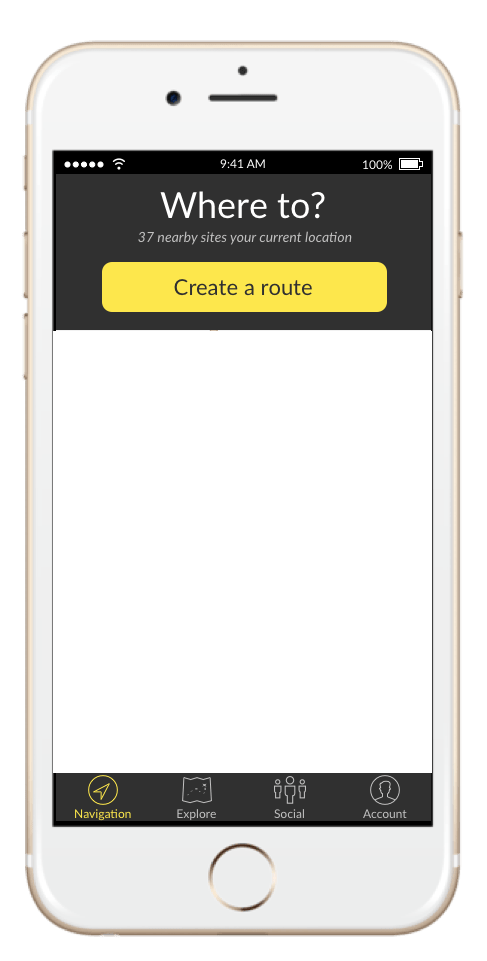 9:41 AM 100%
Where to?
37 nearby sites your current location
Create a route
Navigation Explore Social Account